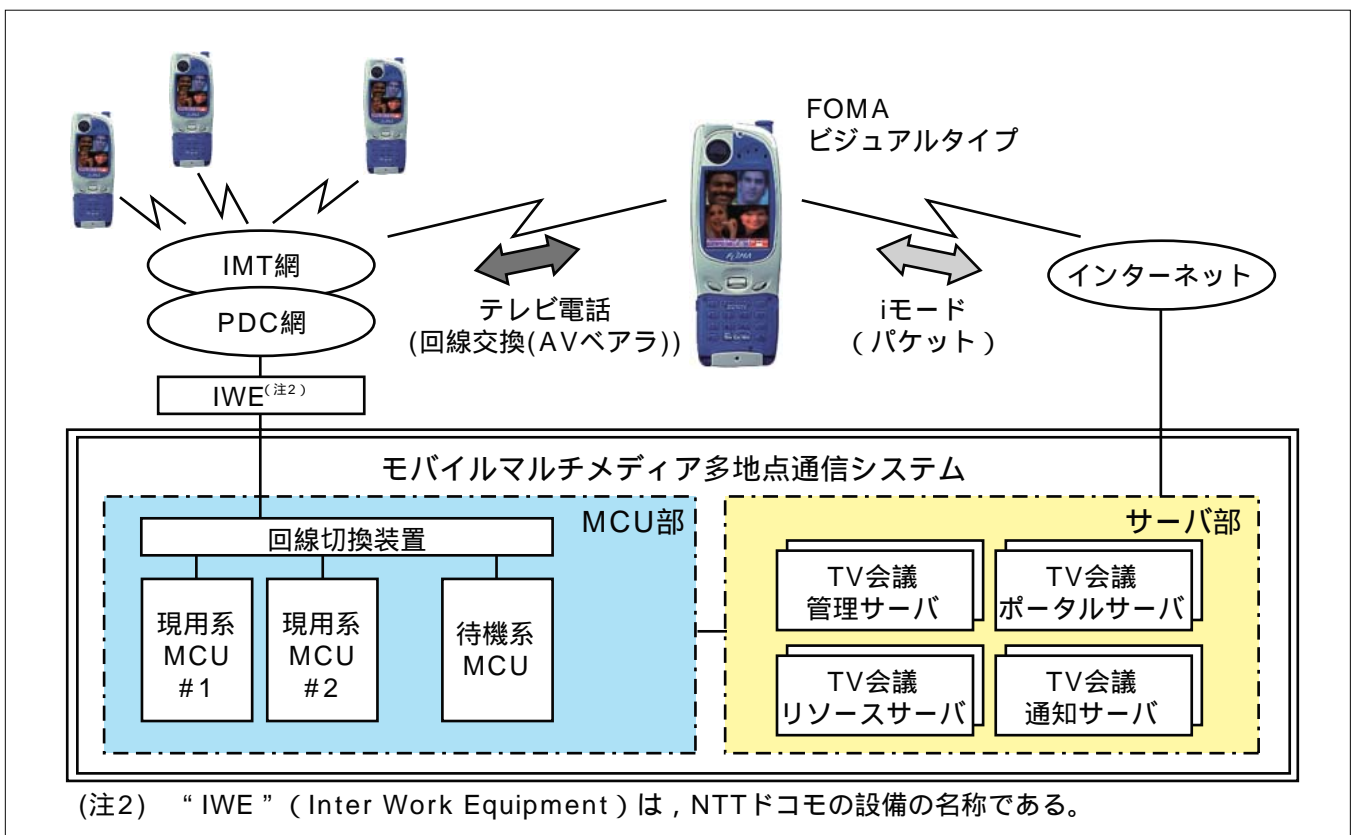 FOMA
ビジュアルタイプ
IMT網
PDC網
IWE(注2)
テレビ電話
(回線交換(AVベアラ))
iモード
(パケット)
インターネット
モバイルマルチメディア多地点通信システム
MCU部
回線切換装置
現用系
MCU
#1
現用系
MCU
#2
待機系
MCU
サーバ部
TV会議
管理サーバ
TV会議
ポータルサーバ
TV会議
リソースサーバ
TV会議
通知サーバ
(注2) “IWE”(Inter Work Equipment)は,NTTドコモの設備の名称である。